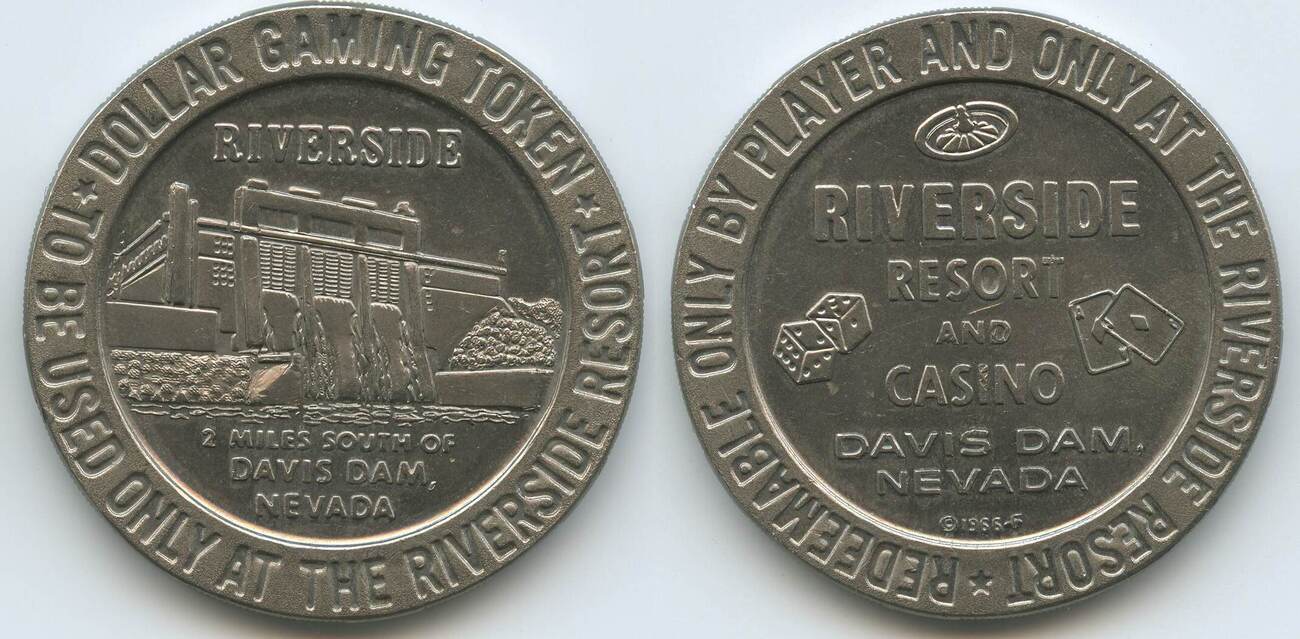 ★ DOLLAR GAMING TOKEN ★
TO BE USED ONLY AT THE RIVERSIDE RESORT
RIVERSIDE
2 MILES SOUTH OF
DAVIS DAM,
NEVADA
REDEEMABLE ONLY BY PLAYER AND ONLY AT THE RIVERSIDE RESORT ★
RIVERSIDE
RESORT
AND
CASINO
DAVIS DAM,
NEVADA
©1966-F